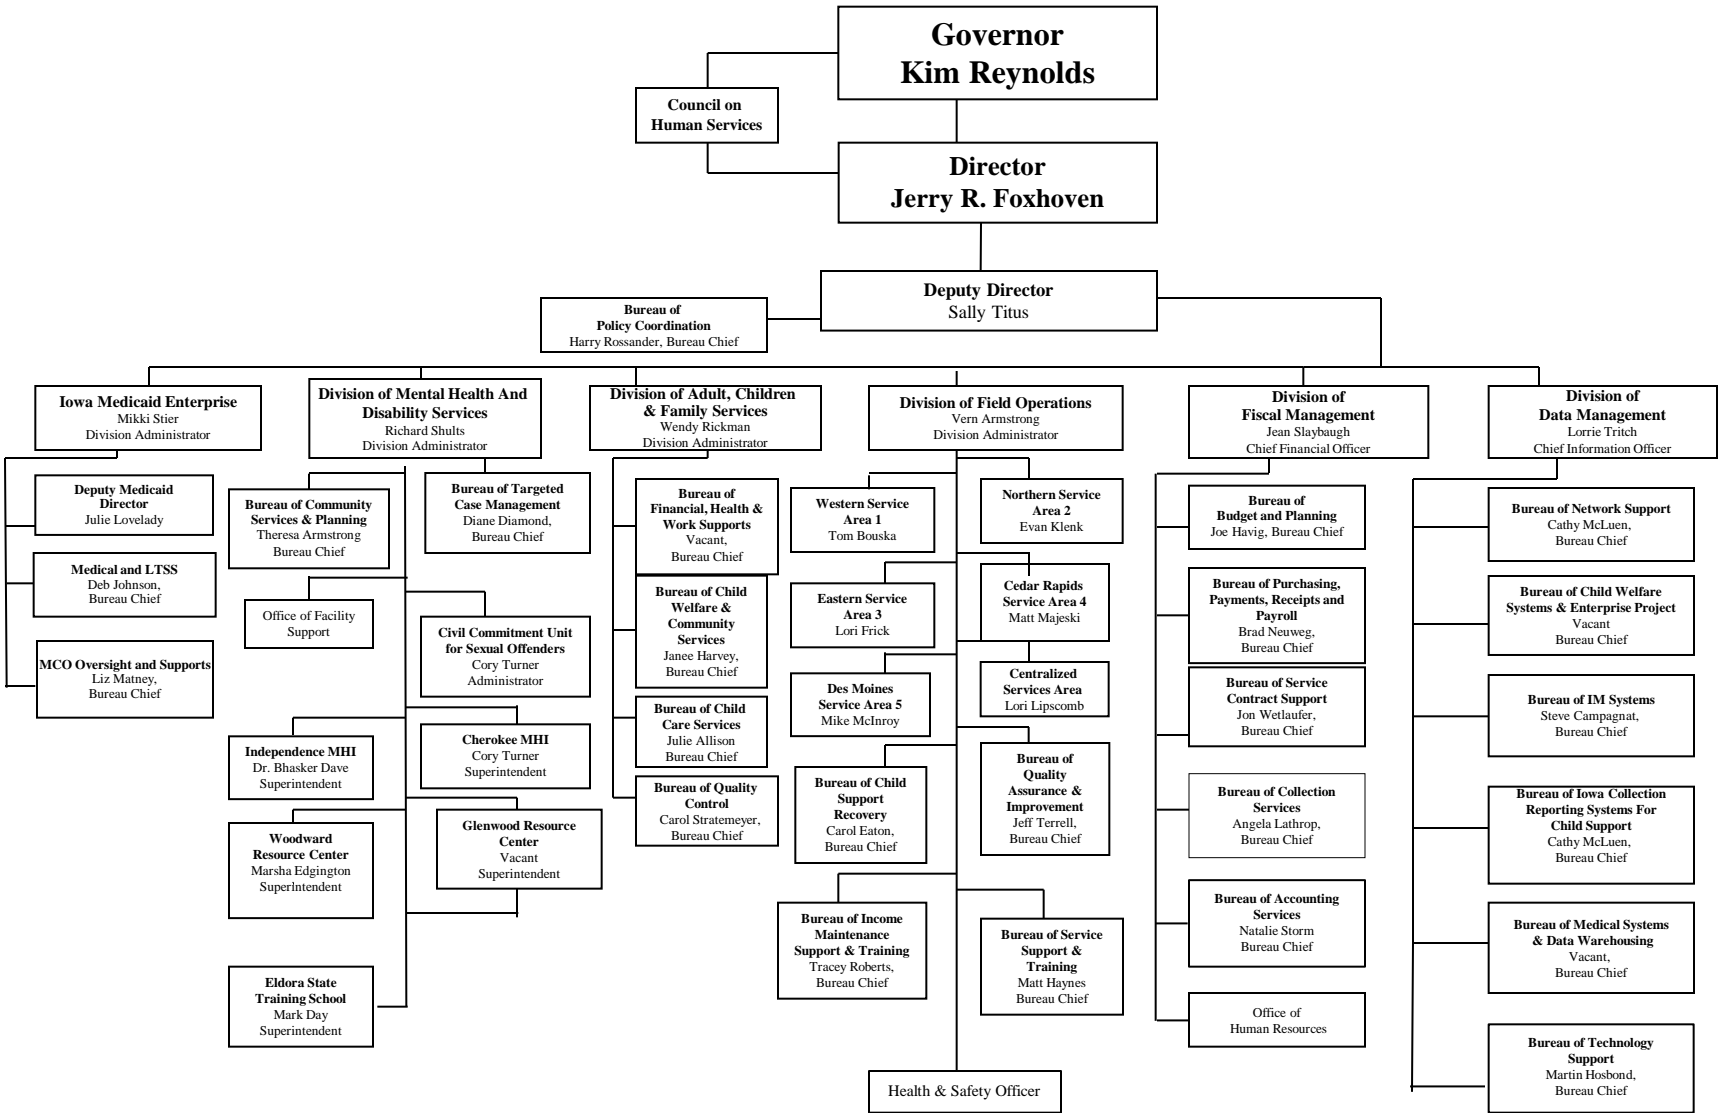 Governor
Kim Reynolds
Council on
Human Services
Director
Jerry R. Foxhoven
Deputy Director
Sally Titus
Bureau of
Policy Coordination
Harry Rossander, Bureau Chief
Iowa Medicaid Enterprise
Mikki Stier
Division Administrator
Deputy Medicaid
Director
Julie Lovelady
Medical and LTSS
Deb Johnson,
Bureau Chief
MCO Oversight and Supports
Liz Matney,
Bureau Chief
Division of Mental Health And
Disability Services
Richard Shults
Division Administrator
Bureau of Community
Services & Planning
Theresa Armstrong
Bureau Chief
Bureau of Targeted
Case Management
Diane Diamond,
Bureau Chief
Office of Facility
Support
Civil Commitment Unit
for Sexual Offenders
Cory Turner
Administrator
Independence MHI
Dr. Bhasker Dave
Superintendent
Cherokee MHI
Cory Turner
Superintendent
Woodward
Resource Center
Marsha Edgington
SuperIntendent
Glenwood Resource
Center
Vacant
Superintendent
Eldora State
Training School
Mark Day
Superintendent
Division of Adult, Children
& Family Services
Wendy Rickman
Division Administrator
Bureau of
Financial, Health &
Work Supports
Vacant,
Bureau Chief
Bureau of Child
Welfare &
Community
Services
Janee Harvey,
Bureau Chief
Bureau of Child
Care Services
Julie Allison
Bureau Chief
Bureau of Quality
Control
Carol Stratemeyer,
Bureau Chief
Division of Field Operations
Vern Armstrong
Division Administrator
Western Service
Area 1
Tom Bouska
Northern Service
Area 2
Evan Klenk
Eastern Service
Area 3
Lori Frick
Cedar Rapids
Service Area 4
Matt Majeski
Des Moines
Service Area 5
Mike McInroy
Centralized
Services Area
Lori Lipscomb
Bureau of Child
Support
Recovery
Carol Eaton,
Bureau Chief
Bureau of
Quality
Assurance &
Improvement
Jeff Terrell,
Bureau Chief
Bureau of Income
Maintenance
Support & Training
Tracey Roberts,
Bureau Chief
Bureau of Service
Support &
Training
Matt Haynes
Bureau Chief
Health & Safety Officer
Division of
Fiscal Management
Jean Slaybaugh
Chief Financial Officer
Bureau of
Budget and Planning
Joe Havig, Bureau Chief
Bureau of Purchasing,
Payments, Receipts and
Payroll
Brad Neuweg,
Bureau Chief
Bureau of Service
Contract Support
Jon Wetlaufer,
Bureau Chief
Bureau of Collection
Services
Angela Lathrop,
Bureau Chief
Bureau of Accounting
Services
Natalie Storm
Bureau Chief
Office of
Human Resources
Division of
Data Management
Lorrie Tritch
Chief Information Officer
Bureau of Network Support
Cathy McLuen,
Bureau Chief
Bureau of Child Welfare
Systems & Enterprise Project
Vacant
Bureau Chief
Bureau of IM Systems
Steve Campagnat,
Bureau Chief
Bureau of Iowa Collection
Reporting Systems For
Child Support
Cathy McLuen,
Bureau Chief
Bureau of Medical Systems
& Data Warehousing
Vacant,
Bureau Chief
Bureau of Technology
Support
Martin Hosbond,
Bureau Chief